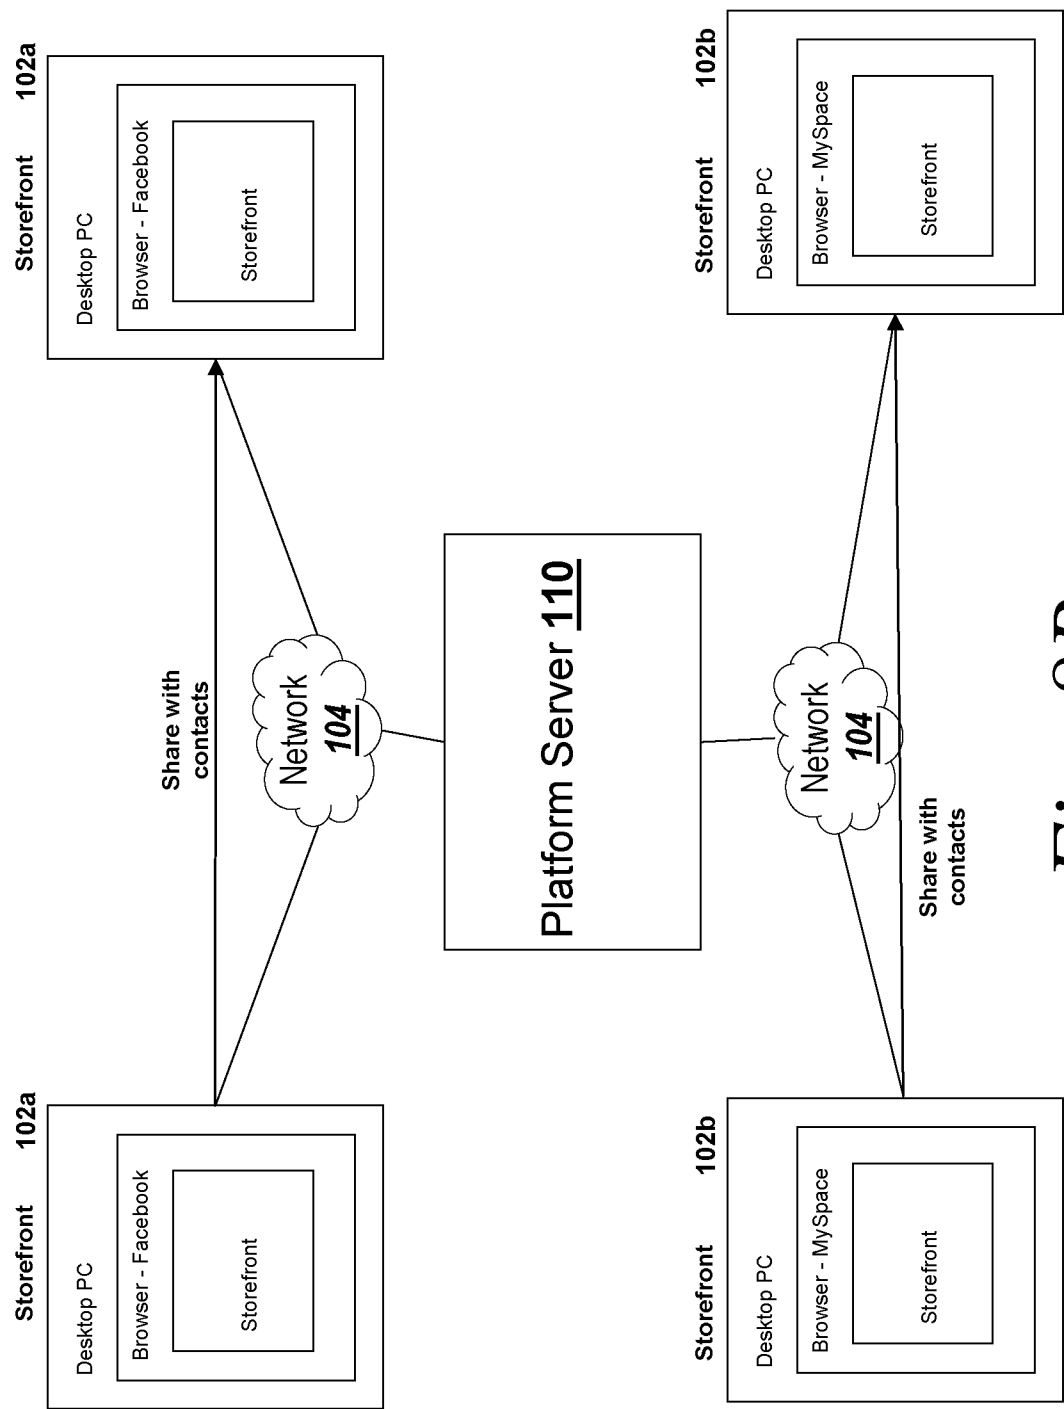 Storefront 102a
Desktop PC
Browser - Facebook
Storefront
Share with
contacts
Network
104
Storefront 102a
Desktop PC
Browser - Facebook
Storefront
Platform Server 110
Storefront 102b
Desktop PC
Browser - MySpace
Storefront
Network
104
Share with
contacts
Storefront 102b
Desktop PC
Browser - MySpace
Storefront